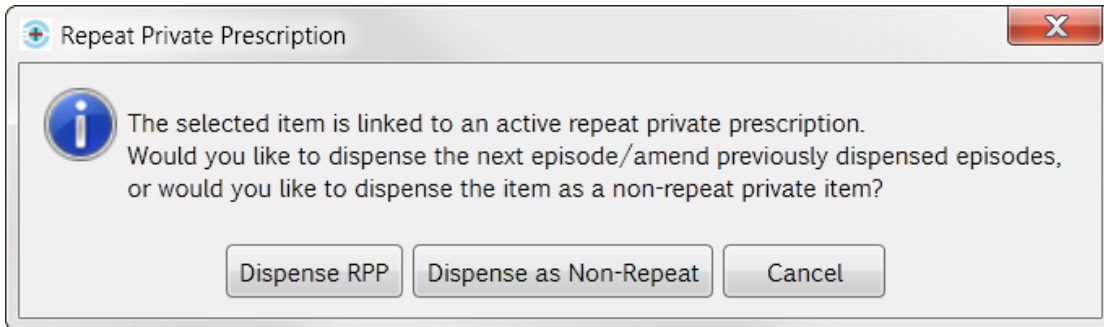 Repeat Private Prescription
X
The selected item is linked to an active repeat private prescription.
Would you like to dispense the next episode/amend previously dispensed episodes,
or would you like to dispense the item as a non-repeat private item?
Dispense RPP Dispense as Non-Repeat Cancel